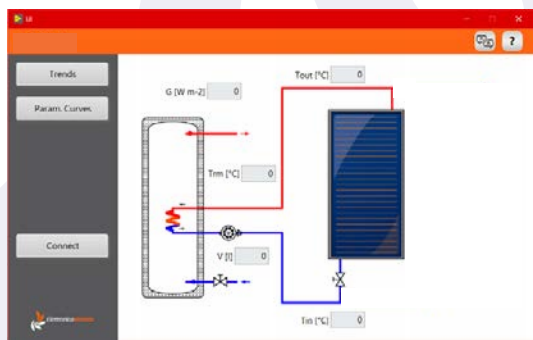 UI
?
Trends
Param. Curves
Connect
G [W m-2] 0
Tout [°C] 0
Trm [°C] 0
V [l] 0
Tin [°C] 0